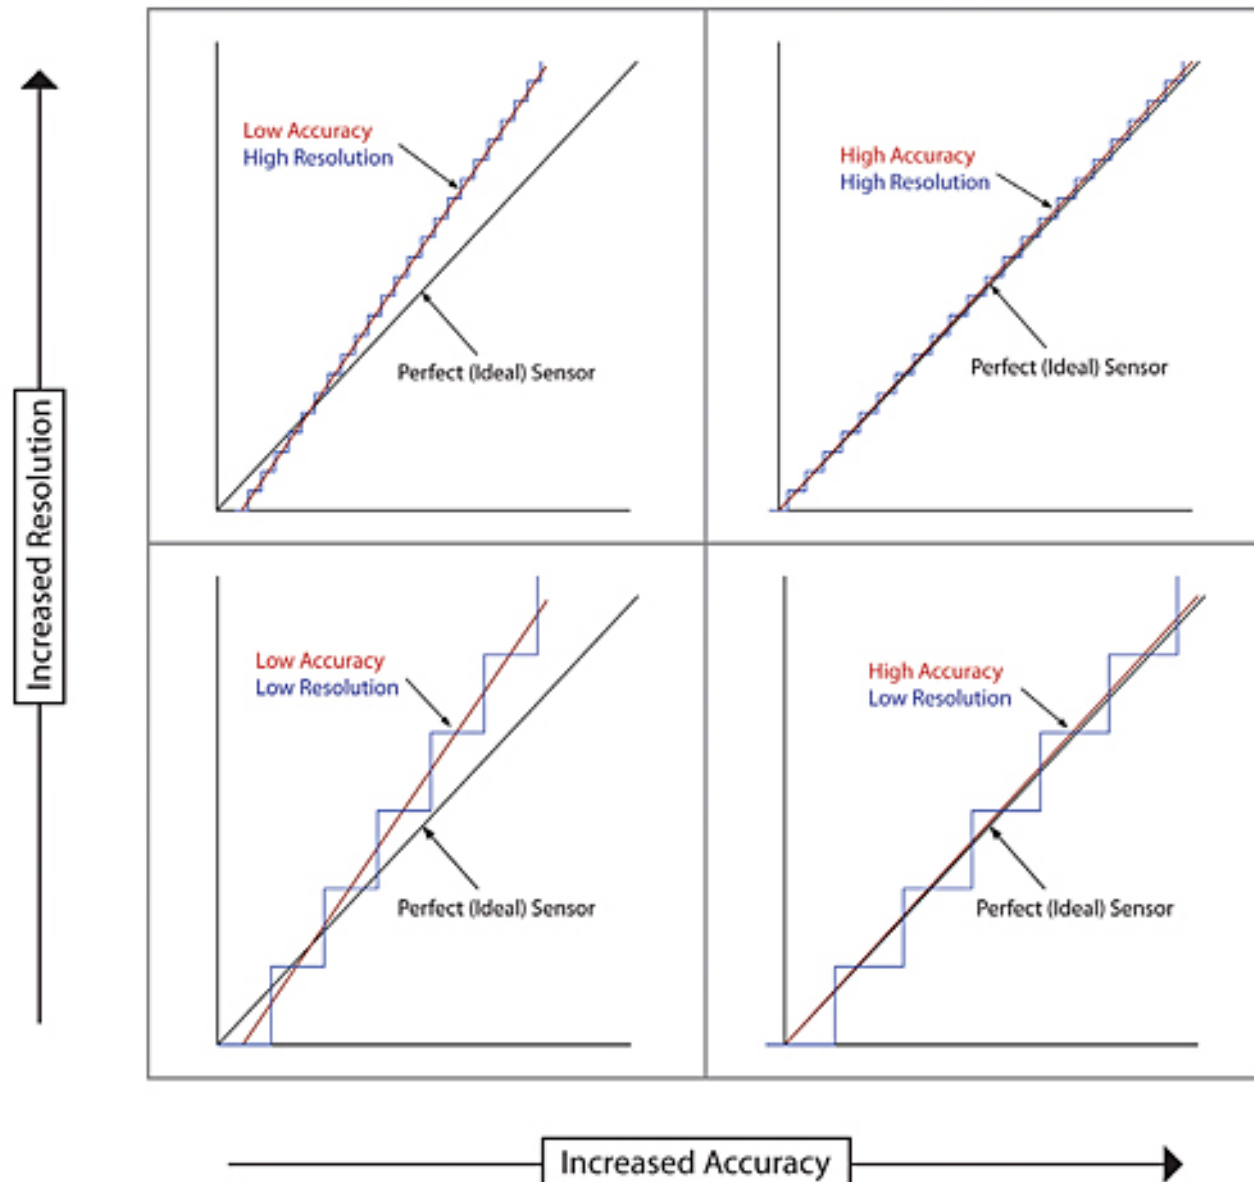 Increased Resolution
Low Accuracy
High Resolution
Perfect (Ideal) Sensor
High Accuracy
High Resolution
Perfect (Ideal) Sensor
Low Accuracy
Low Resolution
Perfect (Ideal) Sensor
High Accuracy
Low Resolution
Perfect (Ideal) Sensor
Increased Accuracy